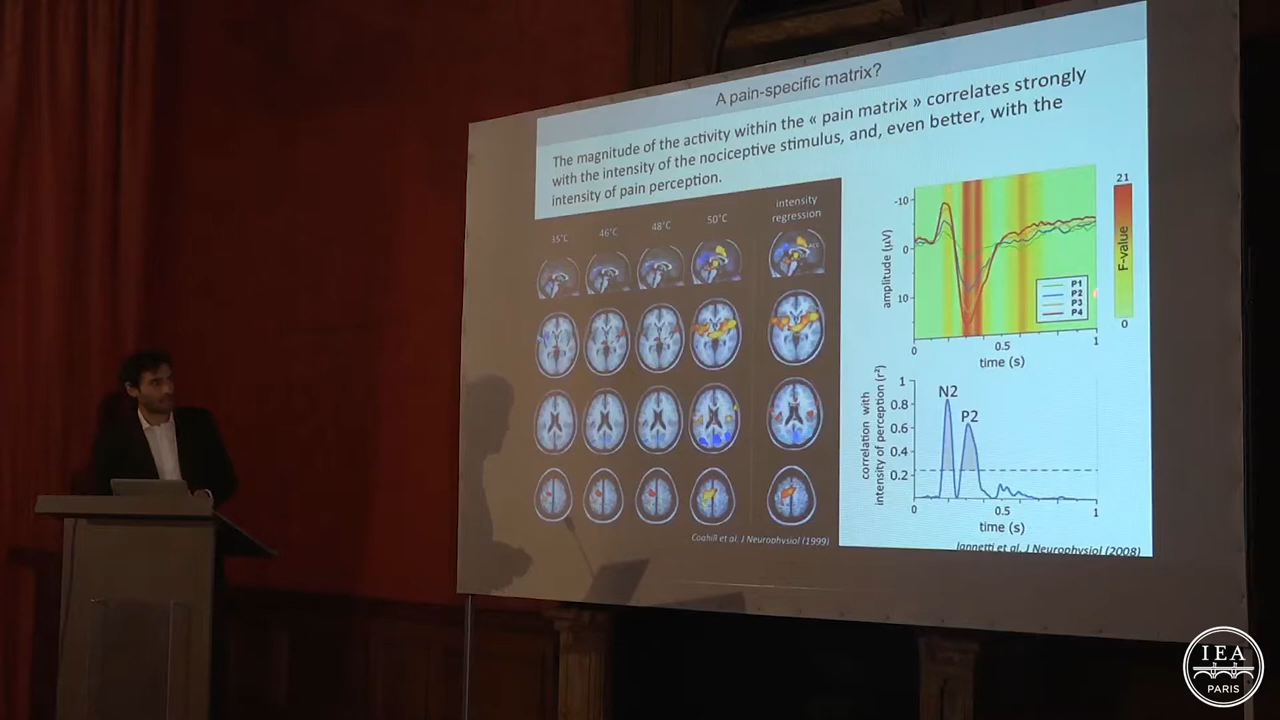 A pain-specific matrix?
The magnitude of the activity within the « pain matrix » correlates strongly
with the intensity of the nociceptive stimulus, and, even better, with the
intensity of pain perception.
35°C 46°C 48°C 50°C intensity
regression
Coghill et al. J Neurophysiol (1999)
-10
0
10
amplitude (µV)
P1
P2
P3
P4
0 0.5 1
time (s)
21
F-value
0
correlation with
intensity of perception (r²)
1
0.8
0.6
0.4
0.2
N2
P2
0 0.5 1
time (s)
Iannetti et al. J Neurophysiol (2008)
IEA
PARIS